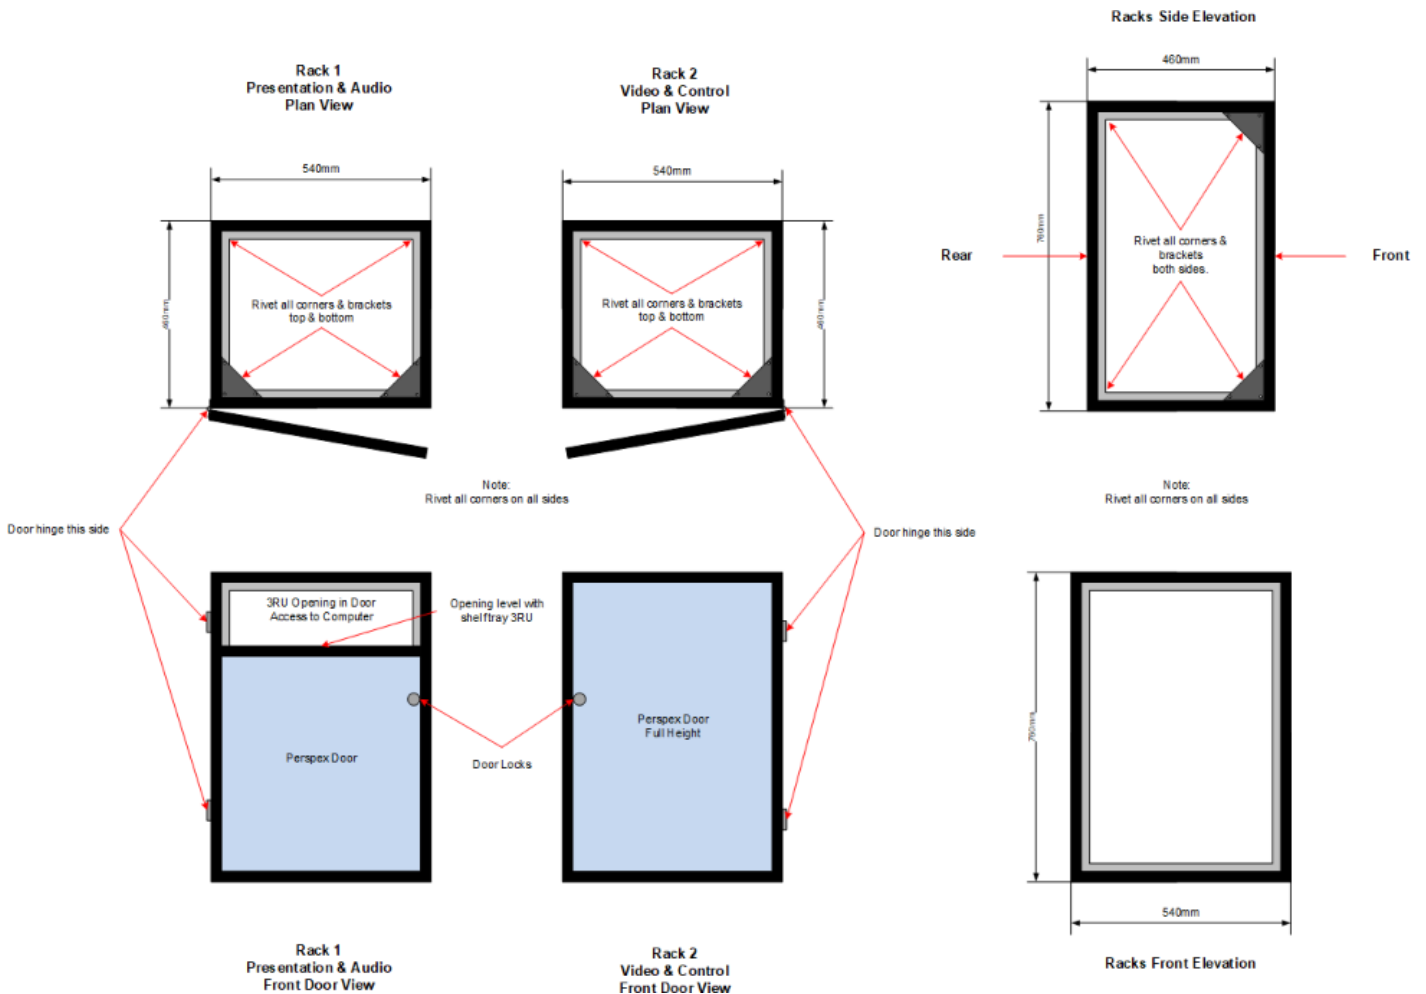 Racks Side Elevation
460mm
Rack 1
Presentation & Audio
Plan View
Rack 2
Video & Control
Plan View
540mm
540mm
460mm
Rivet all corners & brackets
top & bottom
Rivet all corners & brackets
top & bottom
460mm
760mm
Rear
Rivet all corners &
brackets
both sides.
Front
Note:
Rivet all corners on all sides
Note:
Rivet all corners on all sides
Door hinge this side
Door hinge this side
3RU Opening in Door
Access to Computer
Opening level with
shelf tray 3RU
Perspex Door
Perspex Door
Full Height
Door Locks
760mm
540mm
Rack 1
Presentation & Audio
Front Door View
Rack 2
Video & Control
Front Door View
Racks Front Elevation